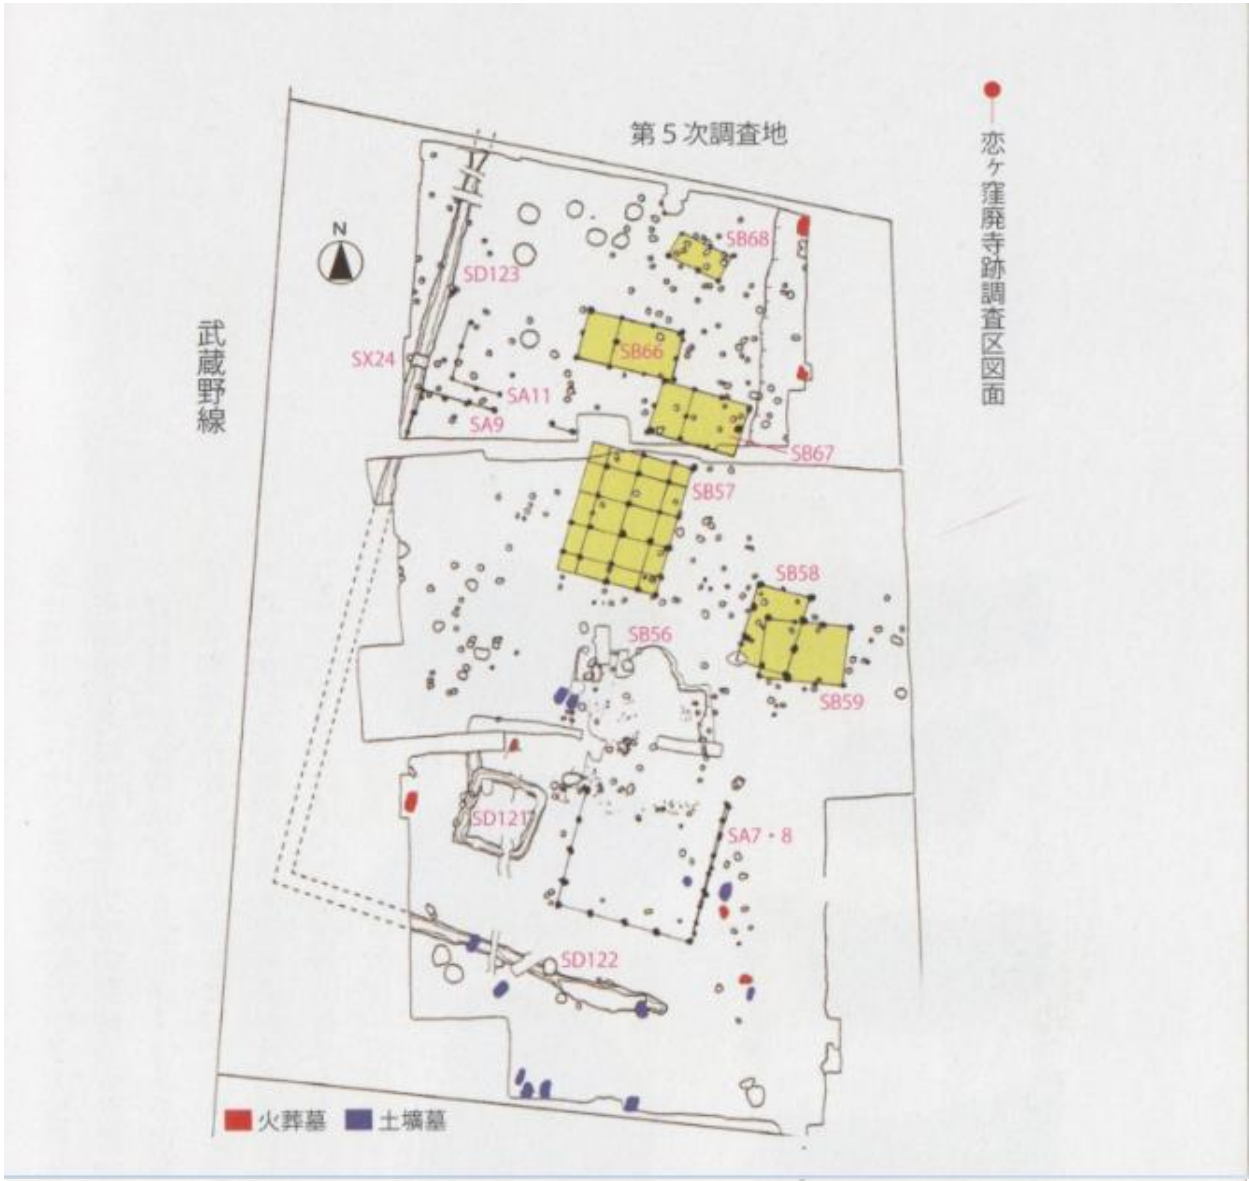 第5次調査地
恋ヶ窪廃寺跡調査区図面
武蔵野線
N
SB68
SD123
SB66
SX24
SA11
SA9
SB67
SB57
SB58
SB56
SB59
SD121
SA7・8
SD122
火葬墓 土壙墓